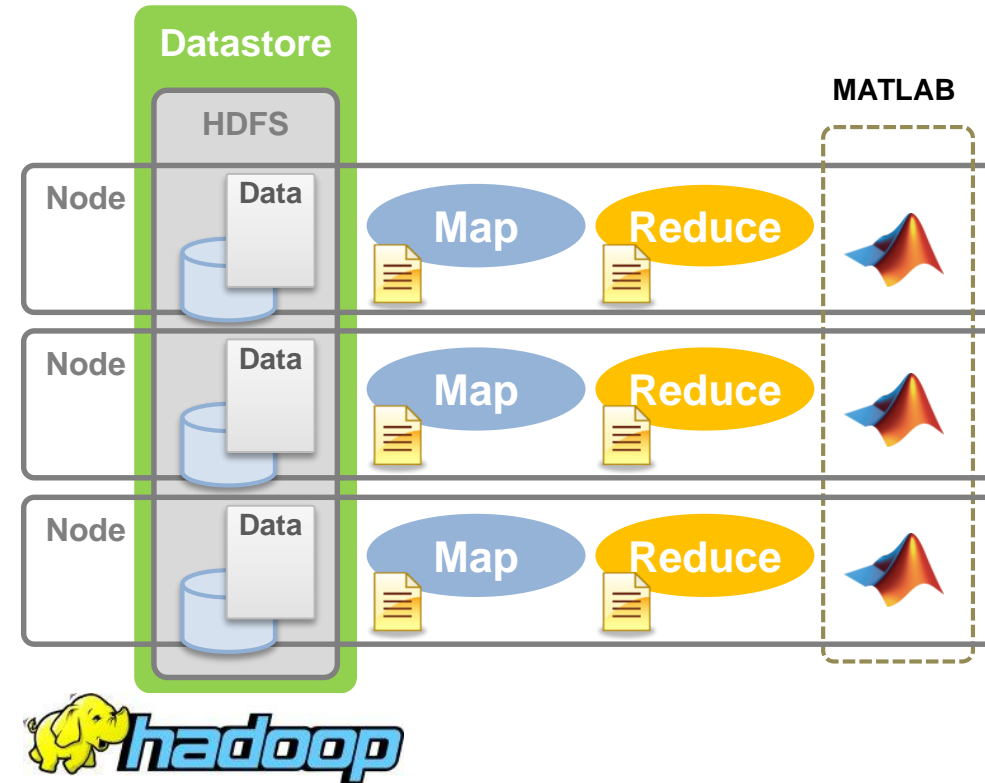 Datastore
MATLAB
HDFS
Node
Data
Map
Reduce
Node
Data
Map
Reduce
Node
Data
Map
Reduce
hadoop